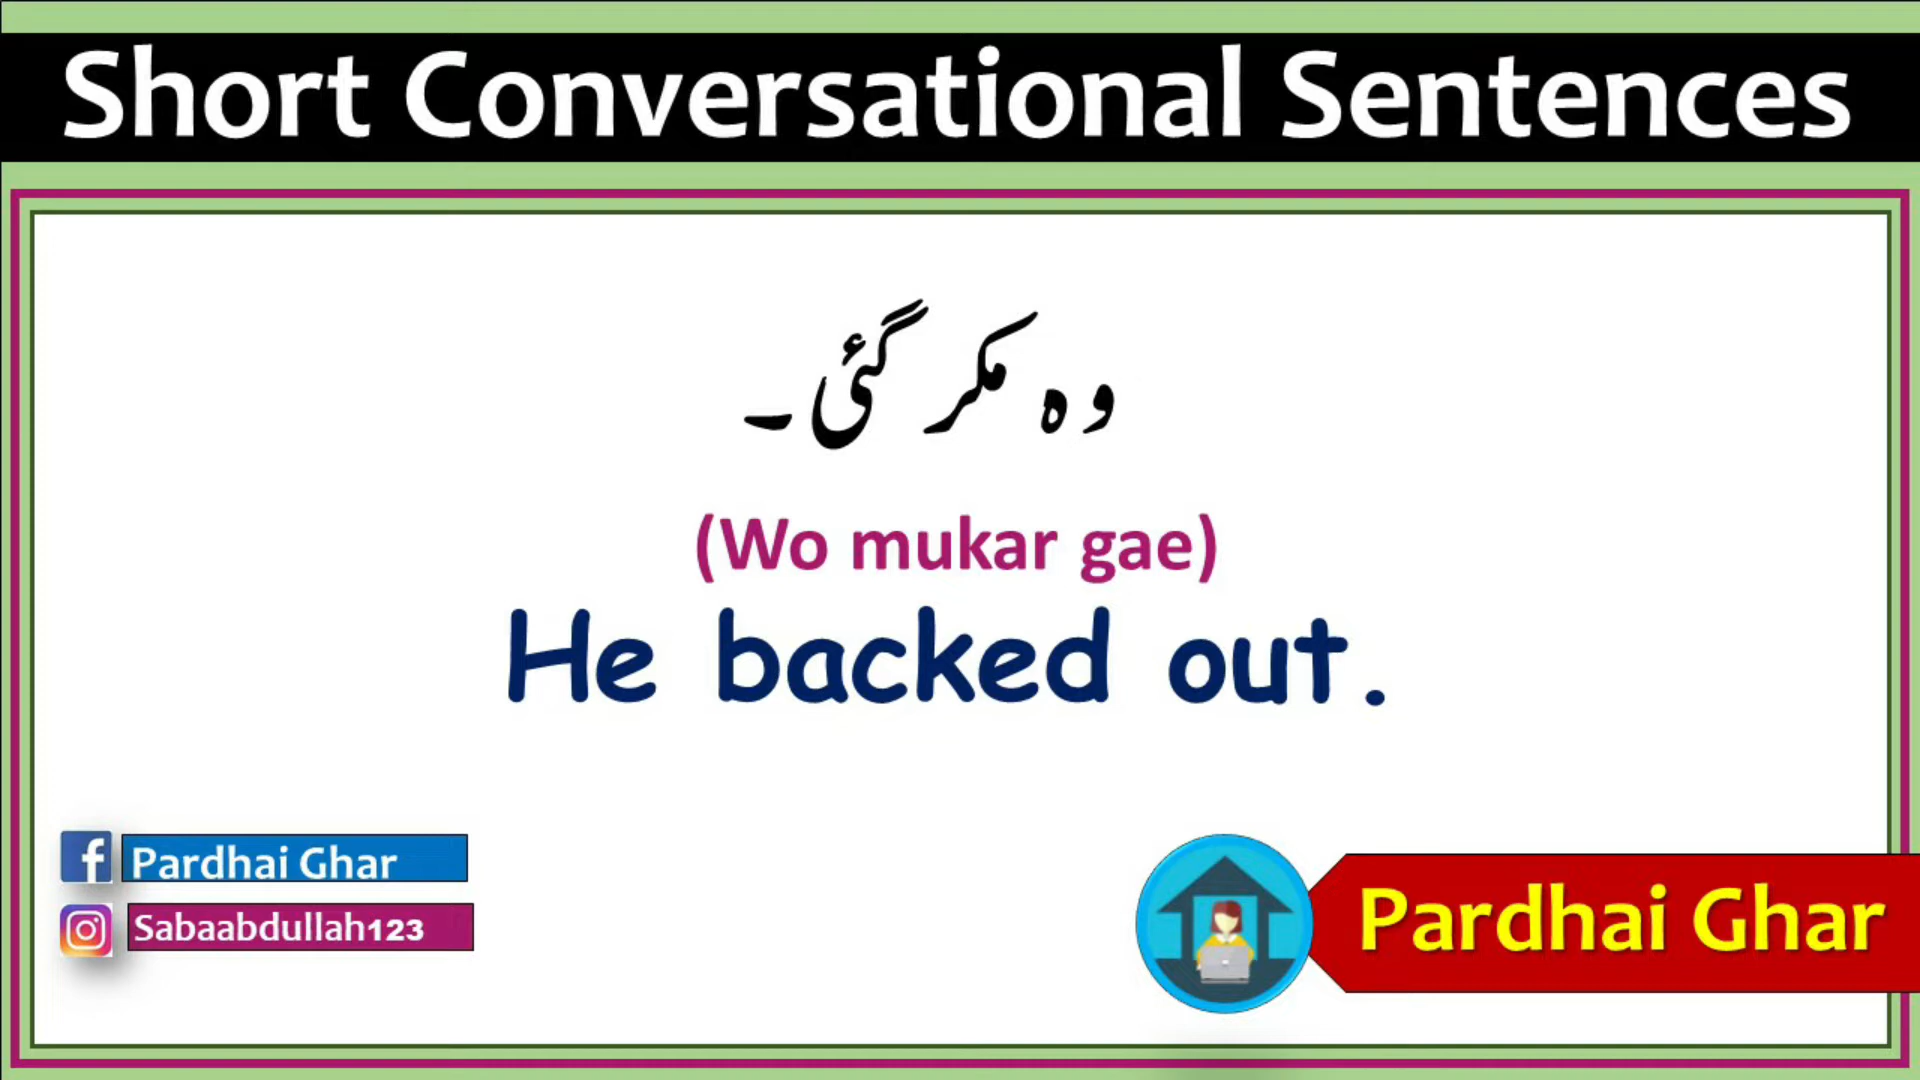 Short Conversational Sentences
وہ مکر گئی۔
(Wo mukar gae)
He backed out.
Pardhai Ghar
Sabaabdullah123
Pardhai Ghar